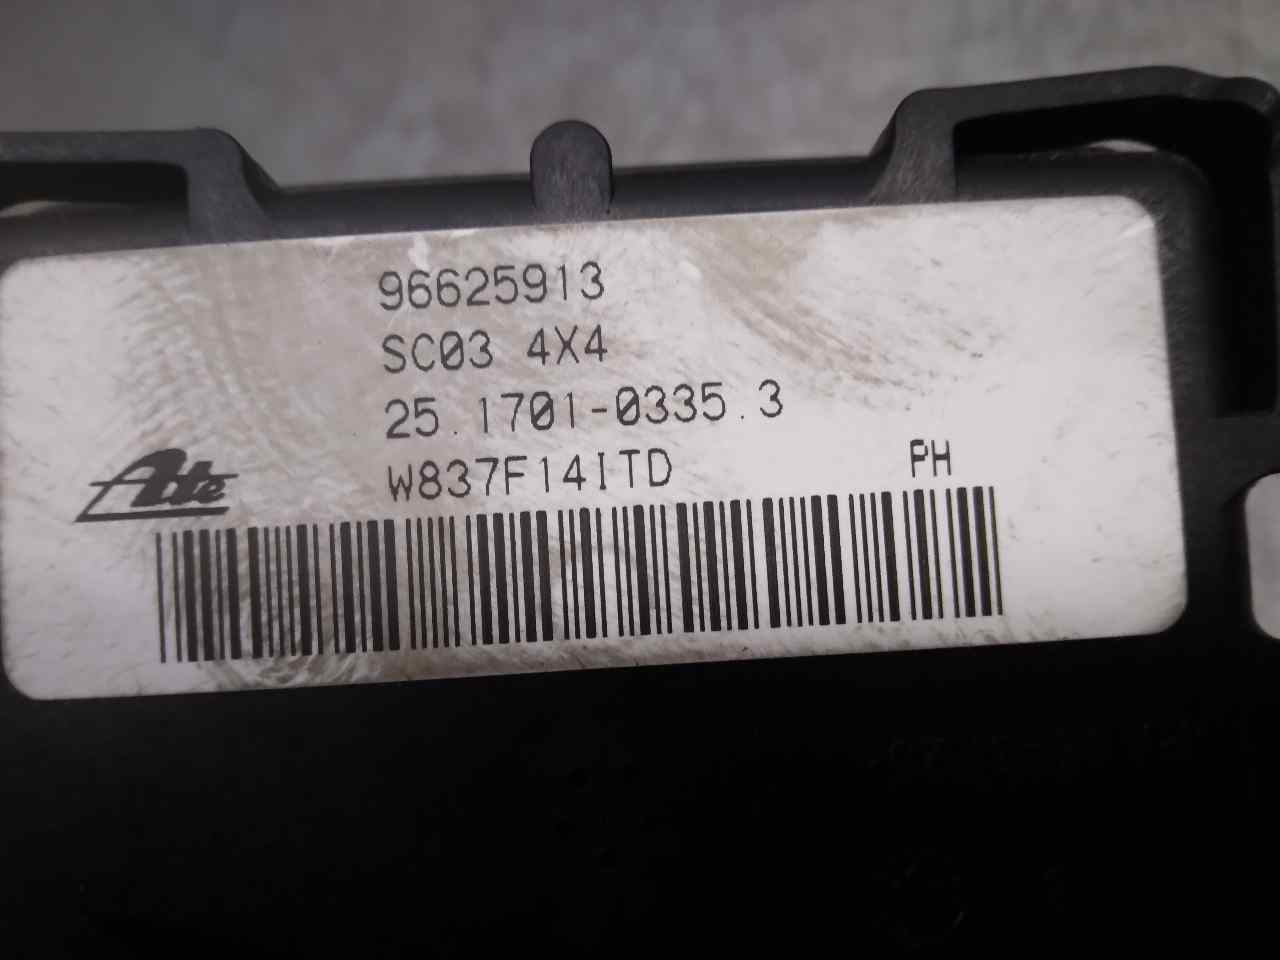 96625913
SC03 4X4
25.1701-0335.3
Ate W837F14ITD PH